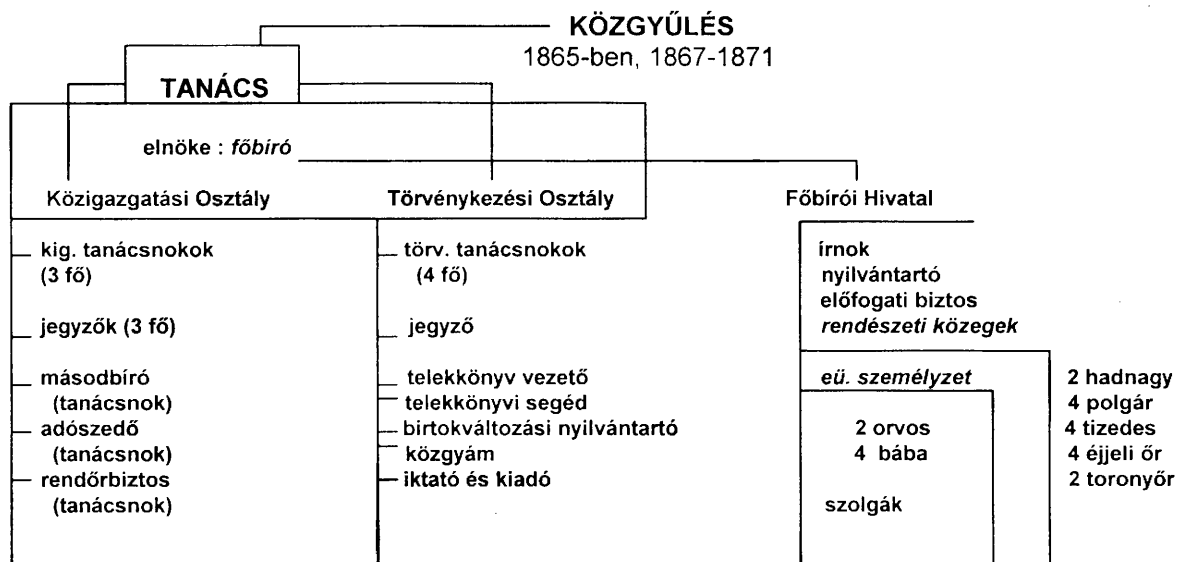 KÖZGYŰLÉS
1865-ben, 1867-1871
TANÁCS
elnöke : főbíró
Közigazgatási Osztály
kig. tanácsnokok
(3 fő)
jegyzők (3 fő)
másodbíró
(tanácsnok)
adószedő
(tanácsnok)
rendőrbiztos
(tanácsnok)
Törvénykezési Osztály
törv. tanácsnokok
(4 fő)
jegyző
telekkönyv vezető
telekkönyvi segéd
birtokváltozási nyilvántartó
közgyám
iktató és kiadó
Főbírói Hivatal
írnok
nyilvántartó
előfogati biztos
rendészeti közegek
eü. személyzet
2 orvos
4 bába
szolgák
2 hadnagy
4 polgár
4 tizedes
4 éjjeli őr
2 toronyőr